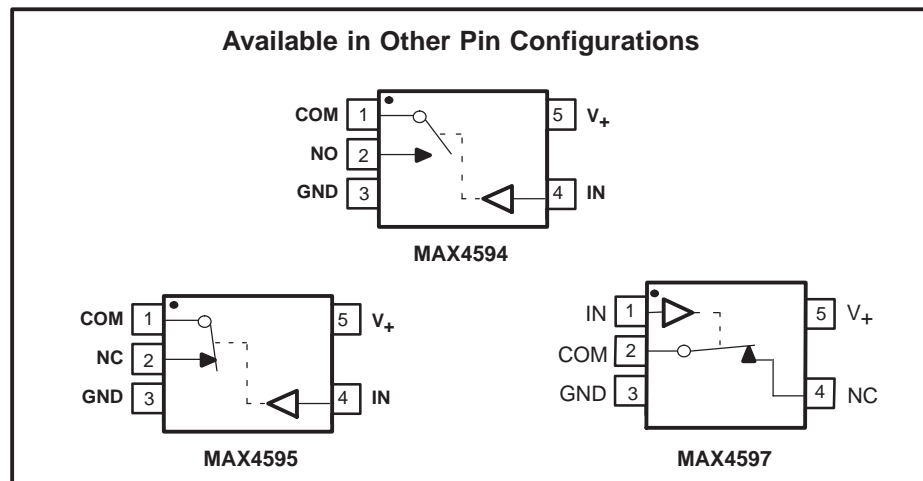 Available in Other Pin Configurations
COM 1 5 V+
NO 2
GND 3 4 IN
MAX4594
COM 1 5 V+
NC 2
GND 3 4 IN
MAX4595
IN 1 5 V+
COM 2
GND 3 4 NC
MAX4597